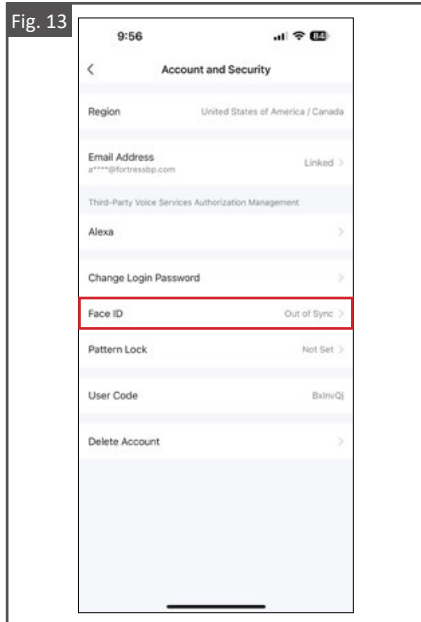 Fig. 13
9:56
84
Account and Security
Region United States of America / Canada
Email Address Linked
a****@fortressbp.com
Third-Party Voice Services Authorization Management
Alexa
Change Login Password
Face ID Out of Sync
Pattern Lock Not Set
User Code
Delete Account